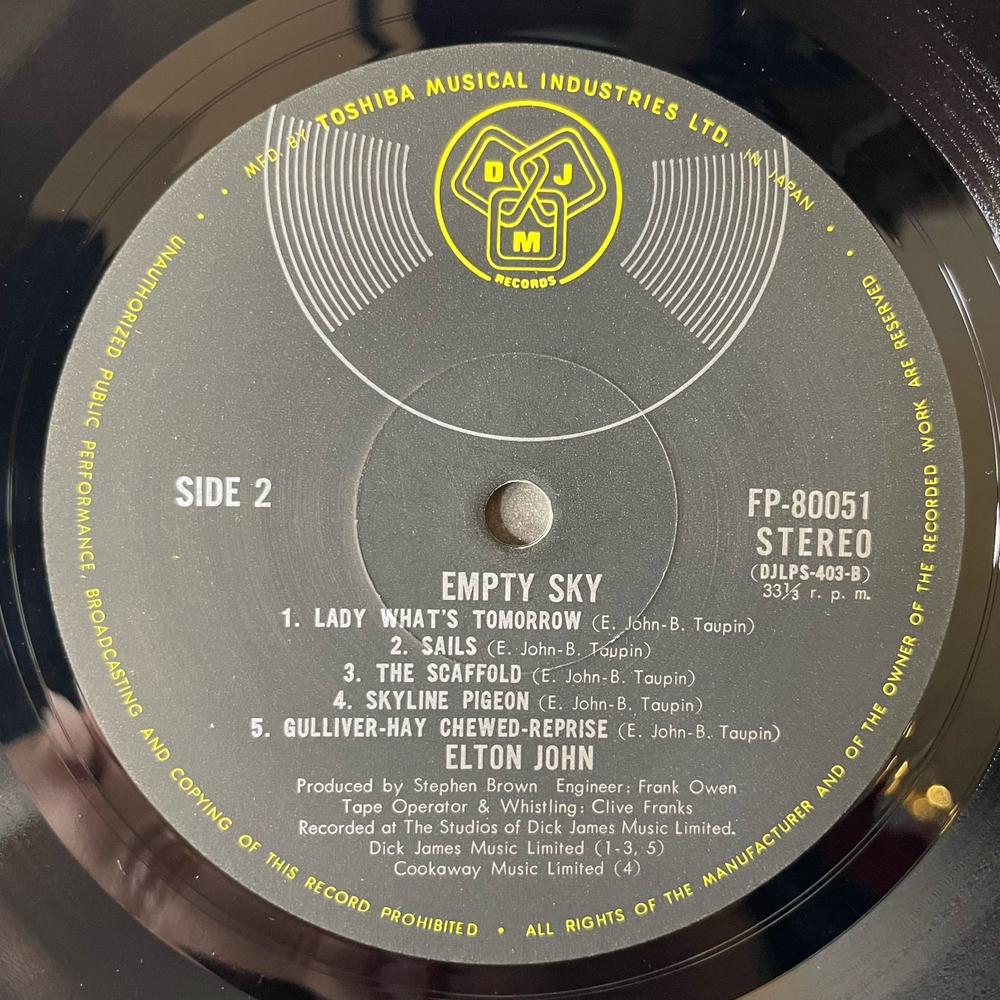 MFD. BY TOSHIBA MUSICAL INDUSTRIES LTD. IN JAPAN
D J
M
RECORDS
SIDE 2
FP-80051
STEREO
(DJLPS-403-B)
33⅓ r. p. m.
EMPTY SKY
1. LADY WHAT'S TOMORROW (E. John-B. Taupin)
2. SAILS (E. John-B. Taupin)
3. THE SCAFFOLD (E. John-B. Taupin)
4. SKYLINE PIGEON (E. John-B. Taupin)
5. GULLIVER-HAY CHEWED-REPRISE (E. John-B. Taupin)
ELTON JOHN
Produced by Stephen Brown Engineer: Frank Owen
Tape Operator & Whistling: Clive Franks
Recorded at The Studios of Dick James Music Limited.
Dick James Music Limited (1-3, 5)
Cookaway Music Limited (4)
UNAUTHORIZED PUBLIC PERFORMANCE, BROADCASTING AND COPYING OF THIS RECORD PROHIBITED • ALL RIGHTS OF THE MANUFACTURER AND OF THE OWNER OF THE RECORDED WORK ARE RESERVED